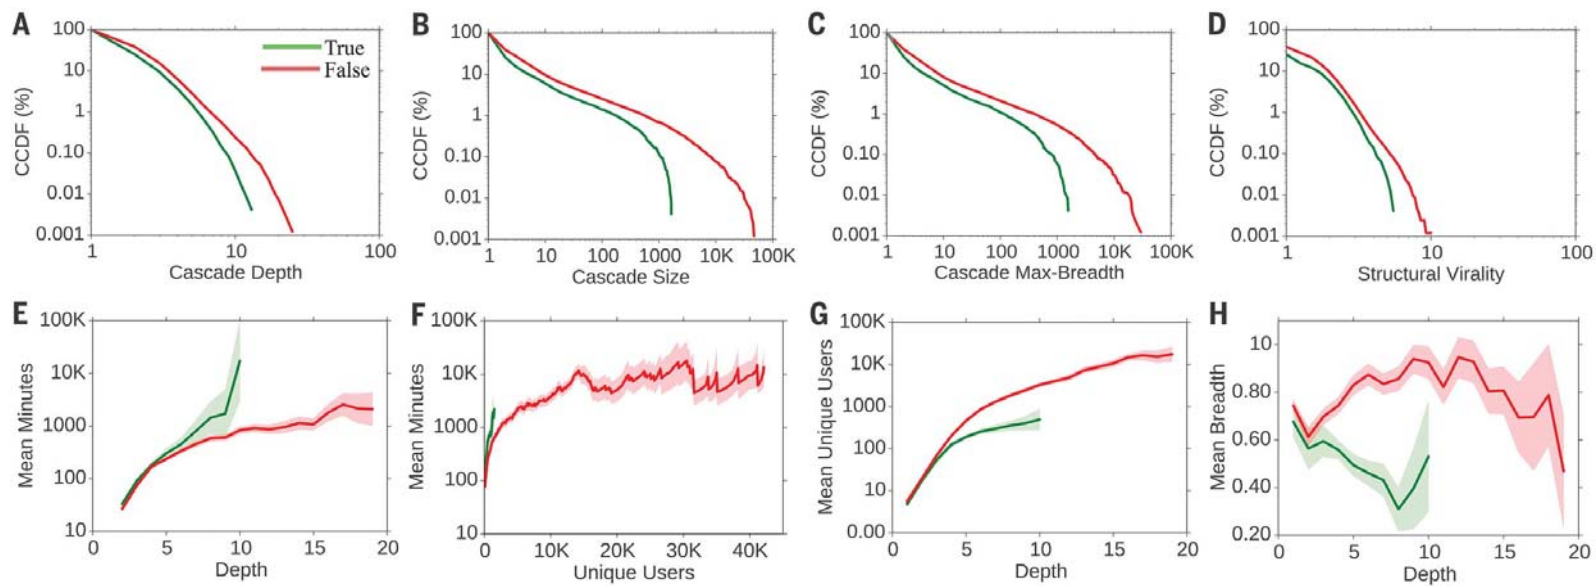 A
CCDF (%)
100
10
1
0.10
0.01
0.001
1
10
100
Cascade Depth
True
False
B
CCDF (%)
100
10
1
0.10
0.01
0.001
1
10
100
1000
10K
100K
Cascade Size
C
CCDF (%)
100
10
1
0.10
0.01
0.001
1
10
100
1000
10K
100K
Cascade Max-Breadth
D
CCDF (%)
100
10
1
0.10
0.01
0.001
1
10
100
Structural Virality
E
Mean Minutes
100K
10K
1000
100
10
0
5
10
15
20
Depth
F
Mean Minutes
100K
10K
1000
100
10
0
10K
20K
30K
40K
Unique Users
G
Mean Unique Users
100K
10K
1000
100
10
0.00
0
5
10
15
20
Depth
H
Mean Breadth
10
0.80
0.60
0.40
0.20
0
5
10
15
20
Depth